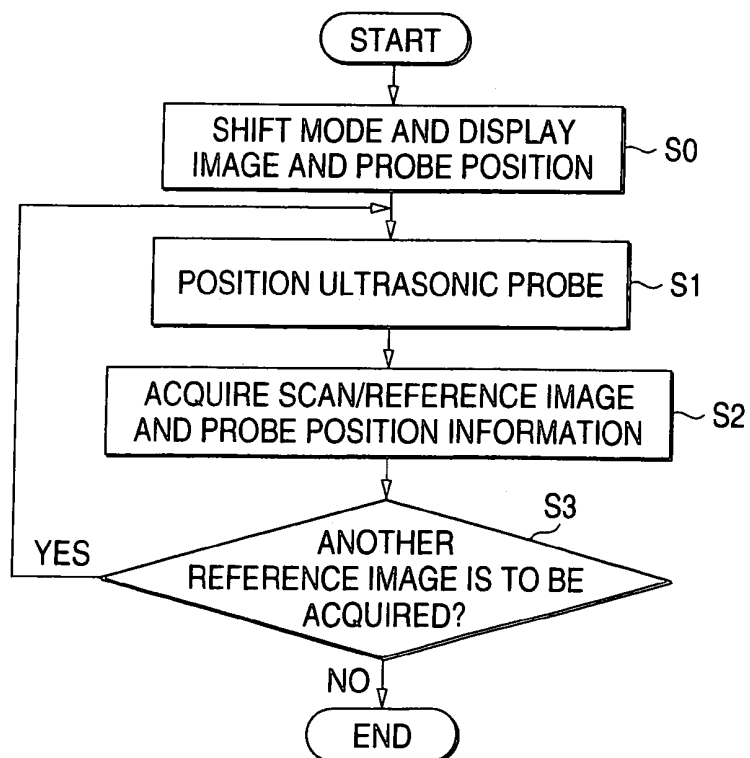 START
SHIFT MODE AND DISPLAY
IMAGE AND PROBE POSITION
S0
POSITION ULTRASONIC PROBE
S1
ACQUIRE SCAN/REFERENCE IMAGE
AND PROBE POSITION INFORMATION
S2
S3
YES
ANOTHER
REFERENCE IMAGE IS TO BE
ACQUIRED?
NO
END